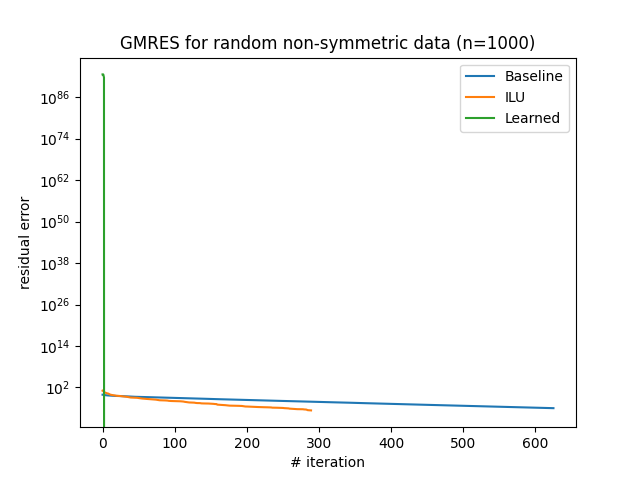 GMRES for random non-symmetric data (n=1000)
Baseline
ILU
Learned
10^86
10^74
10^62
10^50
10^38
10^26
10^14
10^2
residual error
0 100 200 300 400 500 600
# iteration